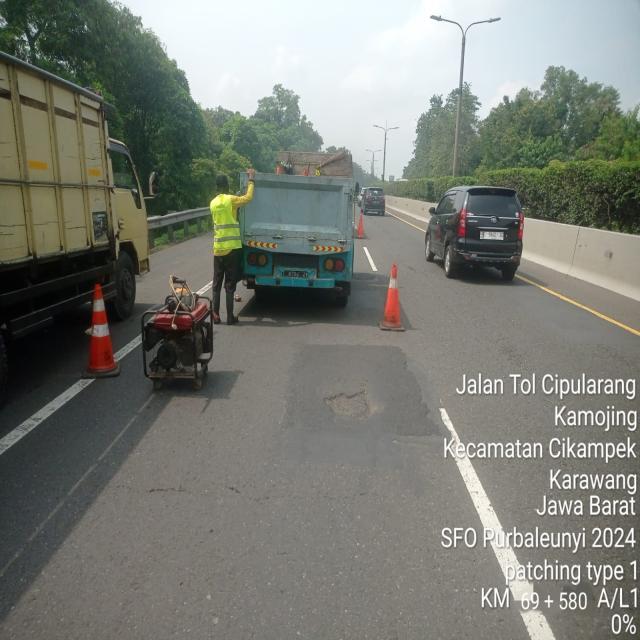 Jalan Tol Cipularang
Kamojing
Kecamatan Cikampek
Karawang
Jawa Barat
SFO Purbaleunyi 2024
patching type 1
KM 69+580 A/L1
0%